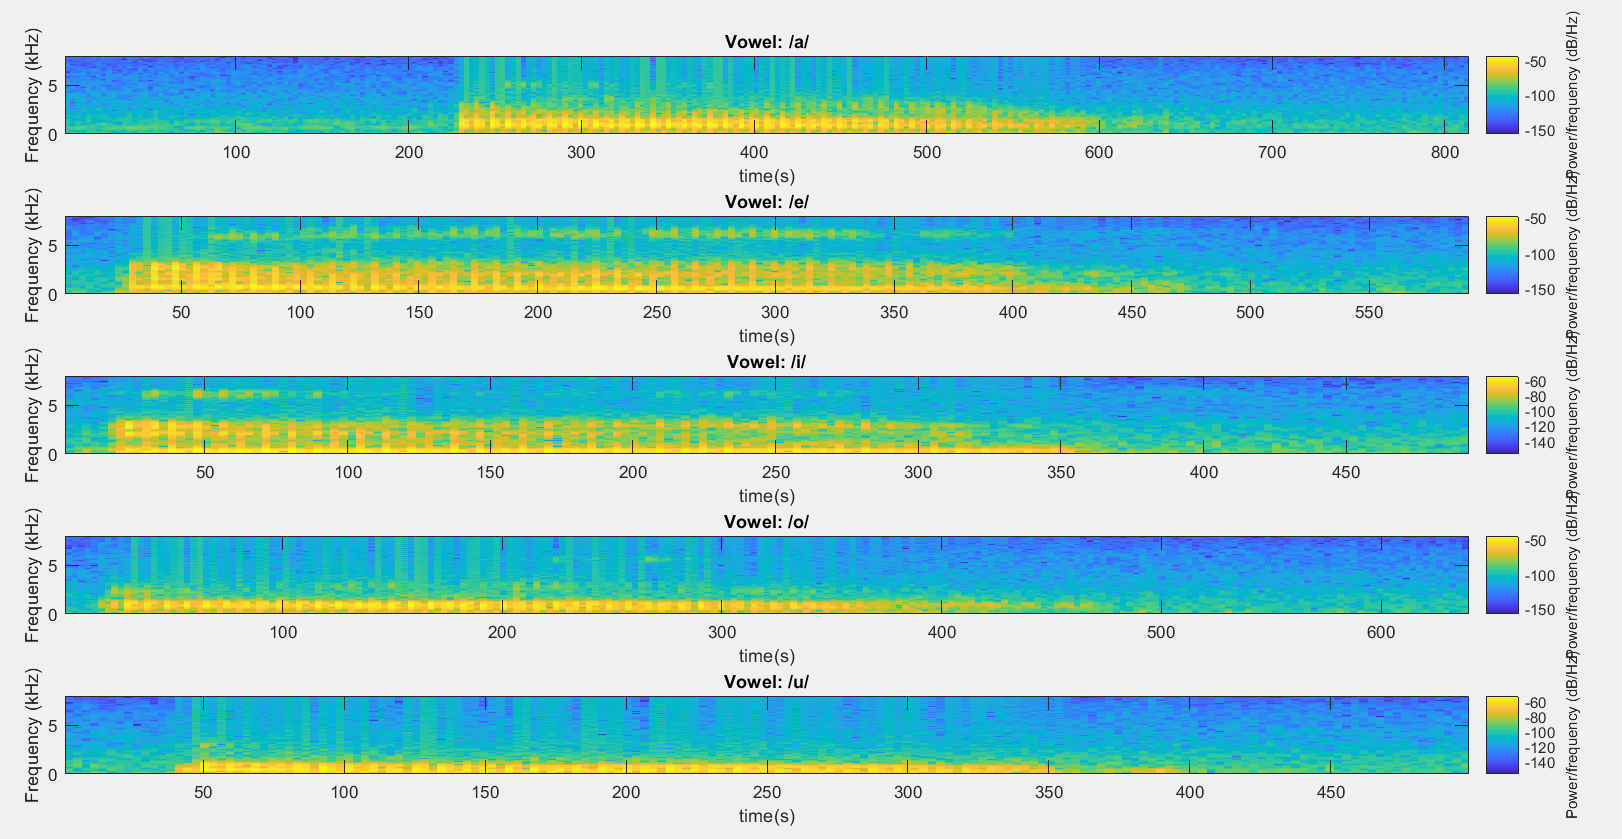 Vowel: /a/
Frequency (kHz)
5
0
100 200 300 400 500 600 700 800
time(s)
-50
-100
-150
Power/frequency (dB/Hz)
Vowel: /e/
Frequency (kHz)
5
0
50 100 150 200 250 300 350 400 450 500 550
time(s)
-50
-100
-150
Power/frequency (dB/Hz)
Vowel: /i/
Frequency (kHz)
5
0
50 100 150 200 250 300 350 400 450
time(s)
-60
-80
-100
-120
-140
Power/frequency (dB/Hz)
Vowel: /o/
Frequency (kHz)
5
0
100 200 300 400 500 600
time(s)
-50
-100
-150
Power/frequency (dB/Hz)
Vowel: /u/
Frequency (kHz)
5
0
50 100 150 200 250 300 350 400 450
time(s)
-60
-80
-100
-120
-140
Power/frequency (dB/Hz)